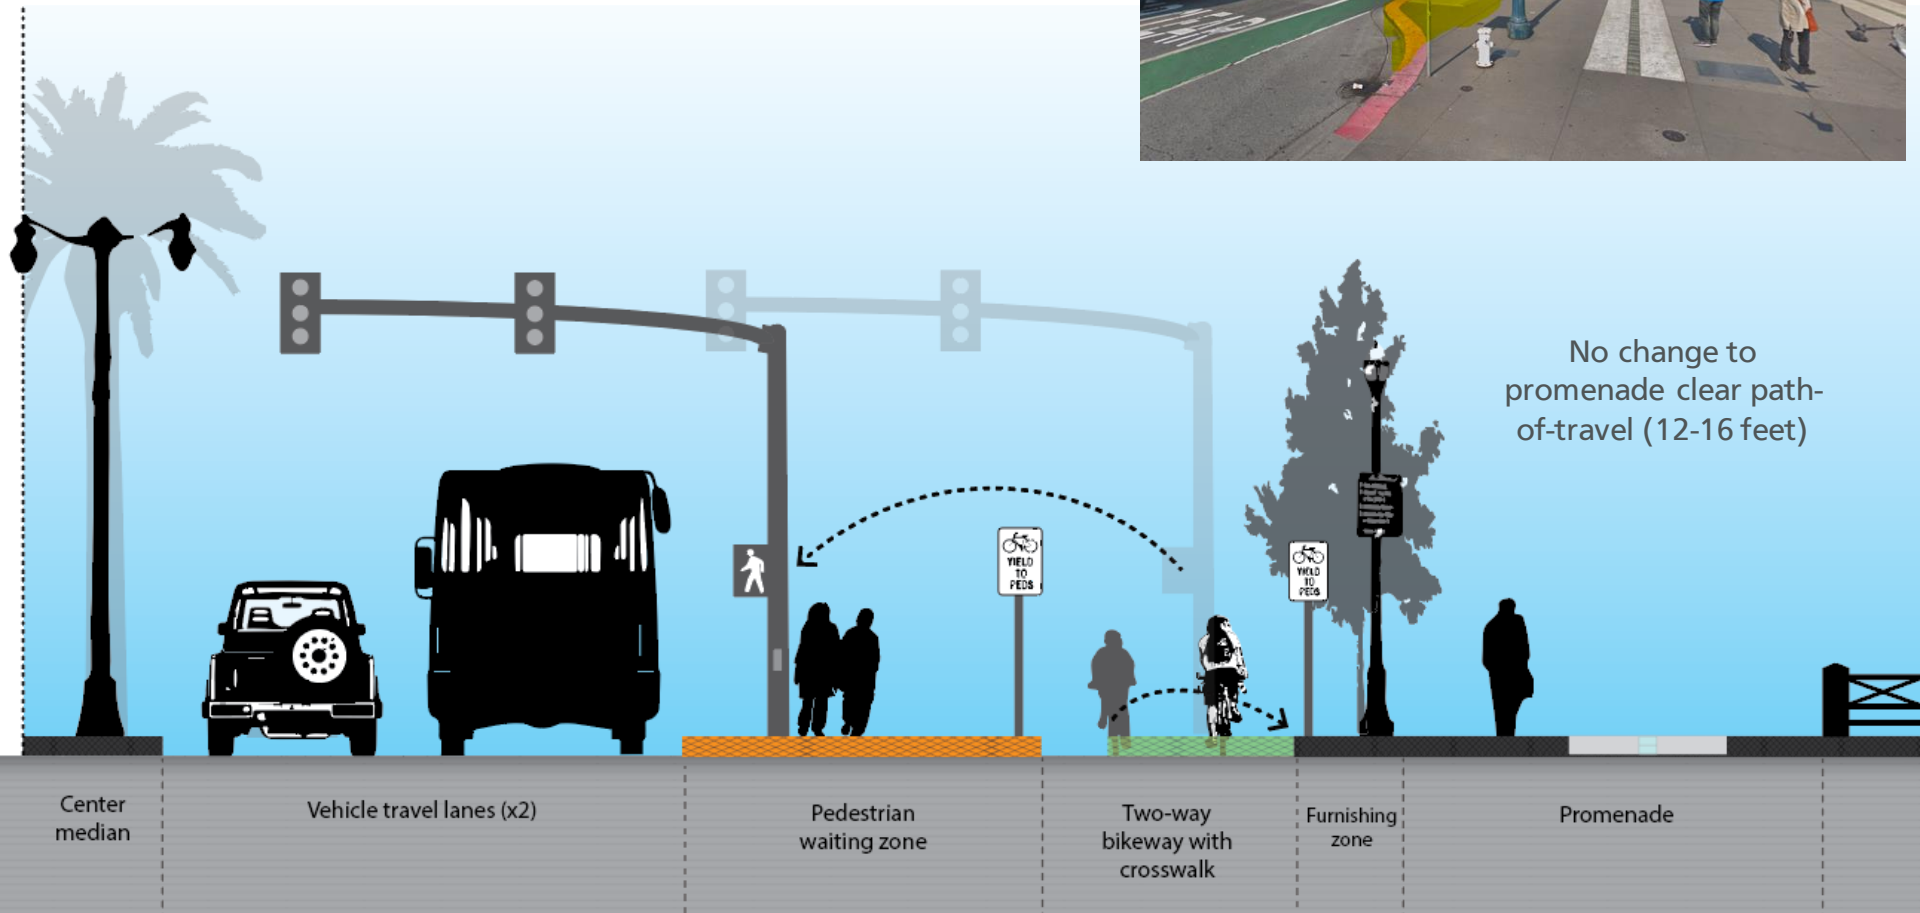 No change to
promenade clear path-
of-travel (12-16 feet)
YIELD
TO
PEDS
YIELD
TO
PEDS
Center
median
Vehicle travel lanes (x2)
Pedestrian
waiting zone
Two-way
bikeway with
crosswalk
Furnishing
zone
Promenade